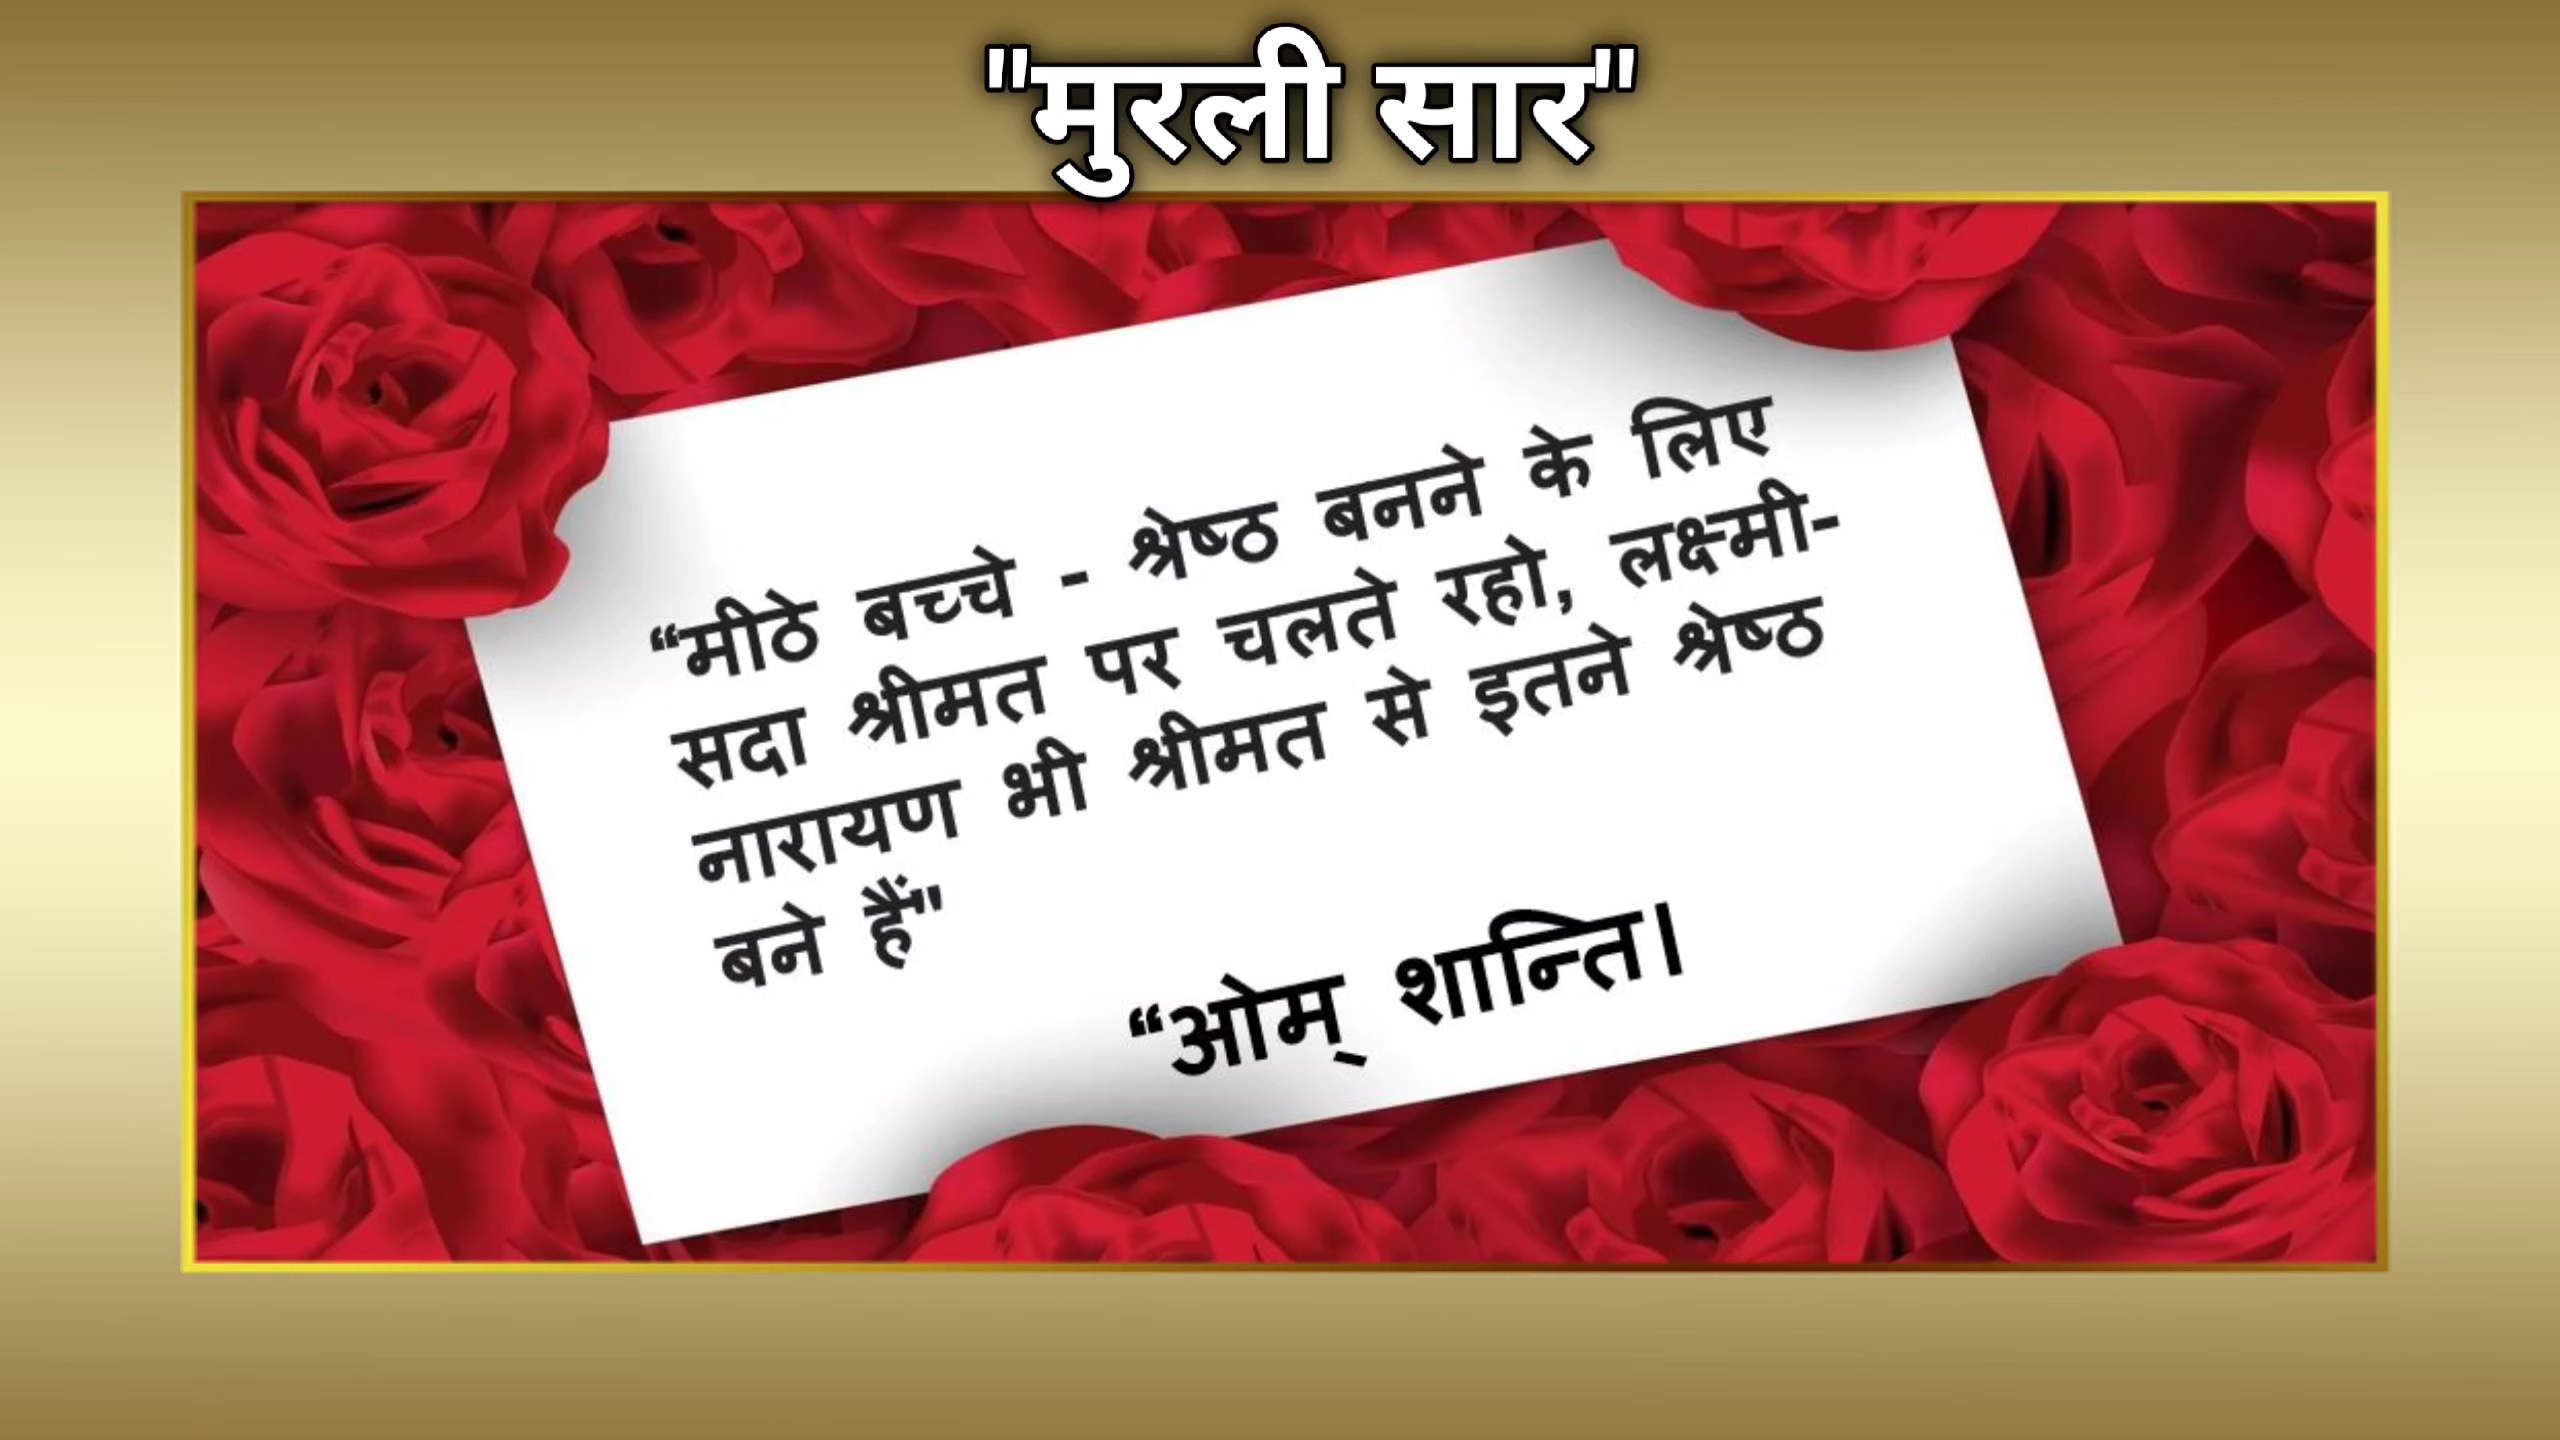 "मुरली सार"
“मीठे बच्चे - श्रेष्ठ बनने के लिए
सदा श्रीमत पर चलते रहो, लक्ष्मी-
नारायण भी श्रीमत से इतने श्रेष्ठ
बने हैं"
“ओम् शान्ति।